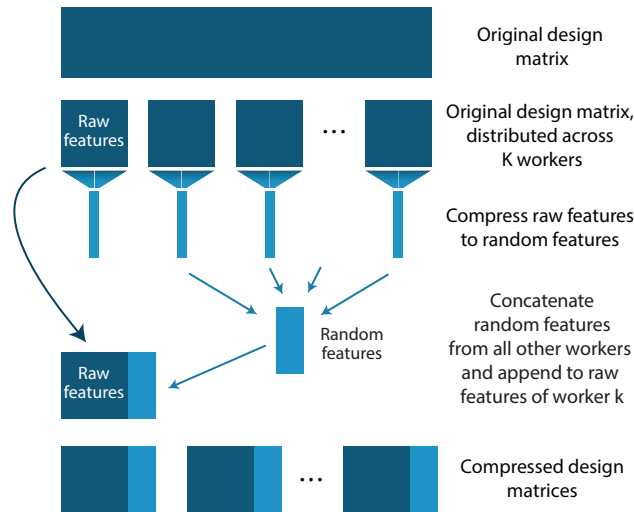 Original design
matrix
Raw
features
...
Original design matrix,
distributed across
K workers
Compress raw features
to random features
Random
features
Concatenate
random features
from all other workers
and append to raw
features of worker k
Raw
features
...
Compressed design
matrices